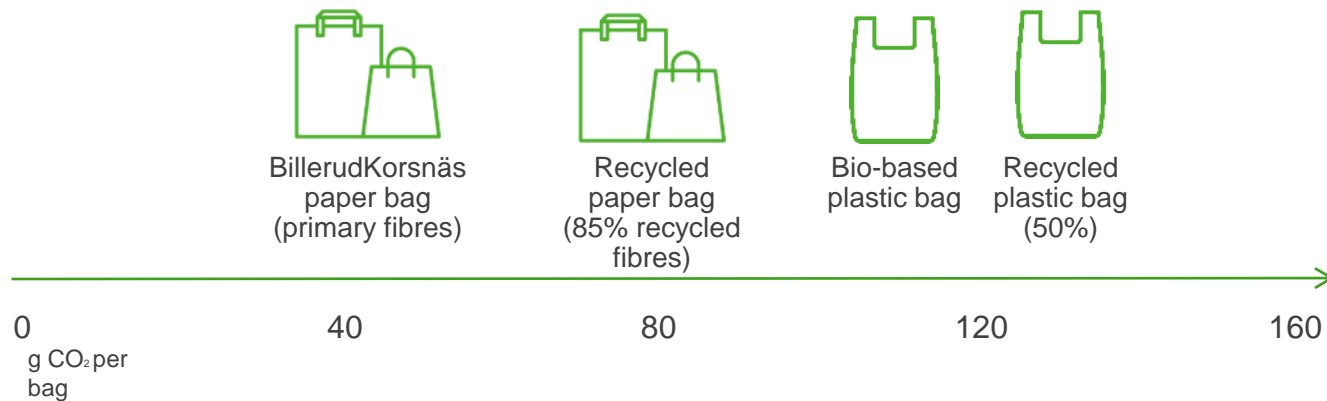 BillerudKorsnäs
paper bag
(primary fibres)
Recycled
paper bag
(85% recycled
fibres)
Bio-based
plastic bag
Recycled
plastic bag
(50%)
0
40
80
120
160
g CO₂ per
bag